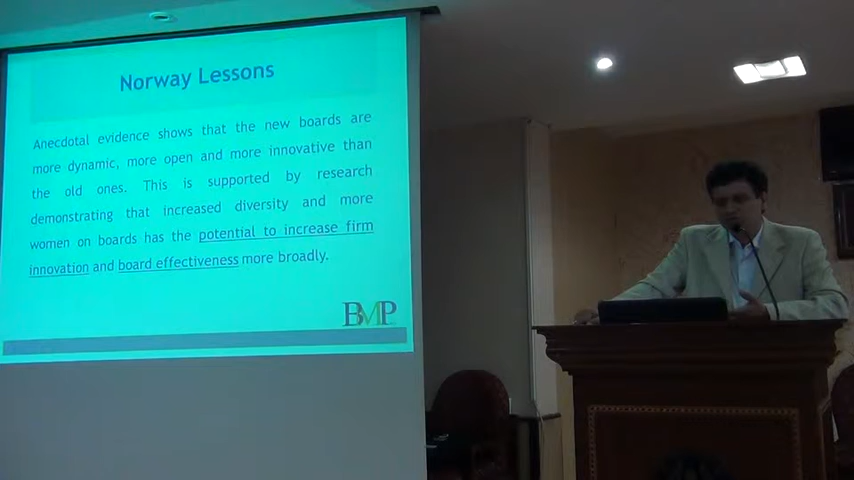 Norway Lessons
Anecdotal evidence shows that the new boards are
more dynamic, more open and more innovative than
the old ones. This is supported by research
demonstrating that increased diversity and more
women on boards has the potential to increase firm
innovation and board effectiveness more broadly.
BMP